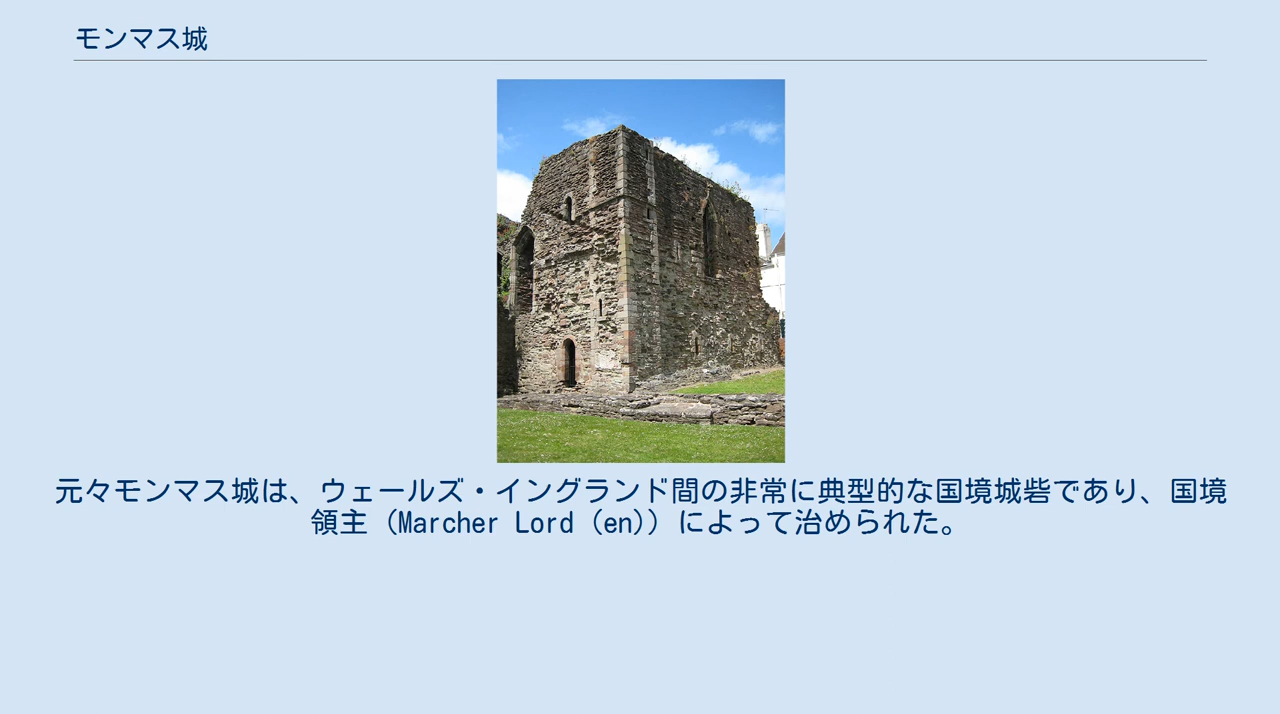 モンマス城
元々モンマス城は、ウェールズ・イングランド間の非常に典型的な国境城砦であり、国境
領主（Marcher Lord（en））によって治められた。